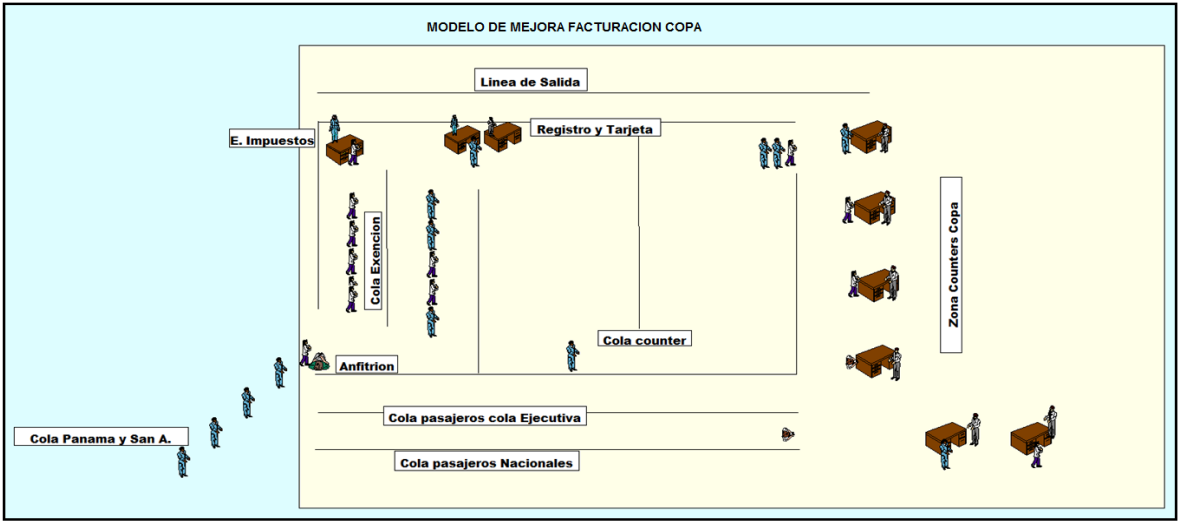 MODELO DE MEJORA FACTURACION COPA
Linea de Salida
Registro y Tarjeta
E. Impuestos
Cola Exencion
Zona Counters Copa
Cola counter
Anfitrion
Cola pasajeros cola Ejecutiva
Cola Panama y San A.
Cola pasajeros Nacionales